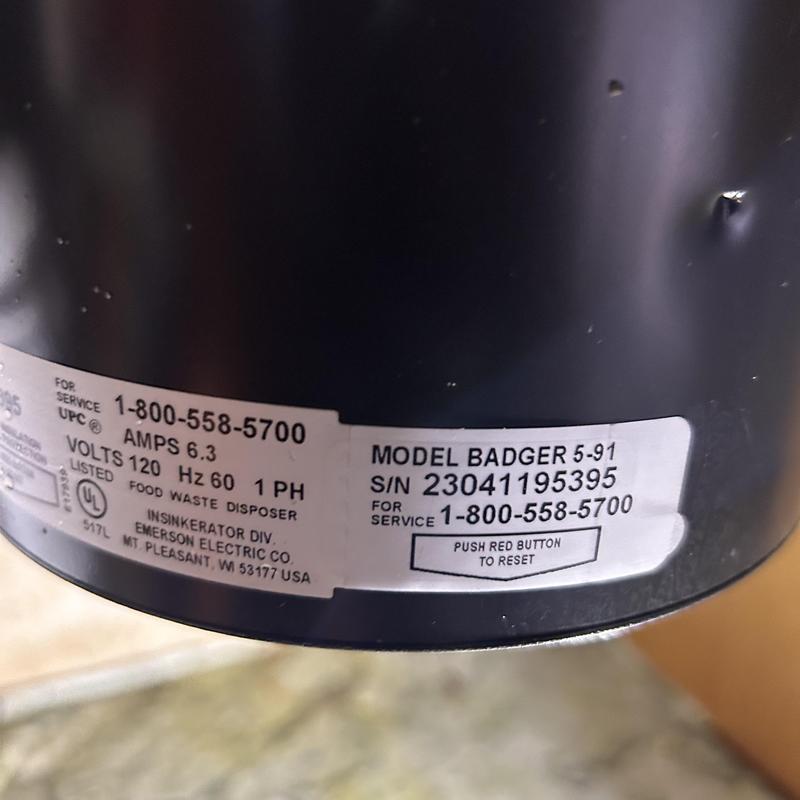 395
FOR
SERVICE 1-800-558-5700
UPC®
AMPS 6.3
VOLTS 120 Hz 60 1 PH
LISTED FOOD WASTE DISPOSER
UL
517L
INSINKERATOR DIV.
EMERSON ELECTRIC CO.
MT. PLEASANT, WI 53177 USA
MODEL BADGER 5-91
S/N 23041195395
FOR
SERVICE 1-800-558-5700
PUSH RED BUTTON
TO RESET